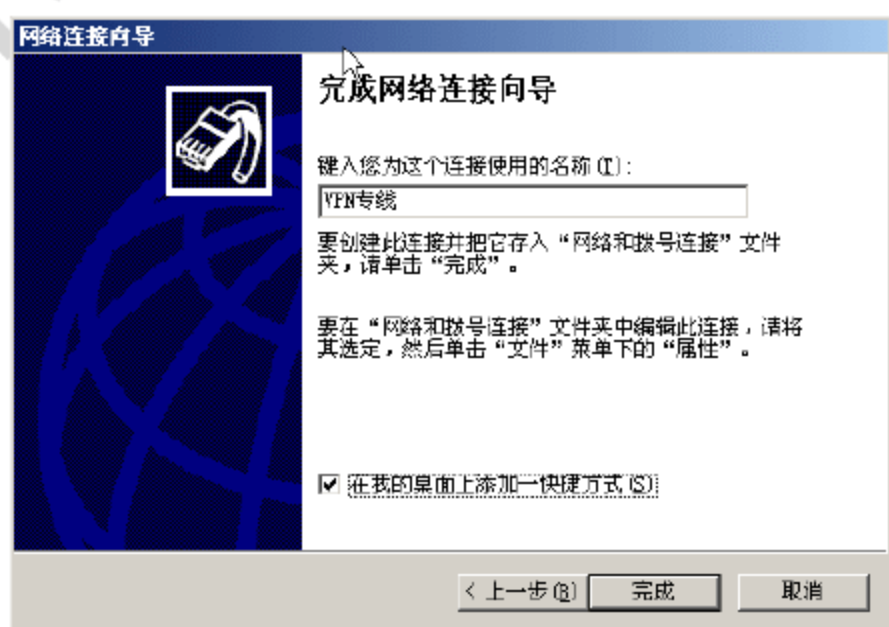 网络连接向导
完成网络连接向导
键入您为这个连接使用的名称(I):
VPN专线
要创建此连接并把它存入“网络和拨号连接”文件
夹，请单击“完成”。
要在“网络和拨号连接”文件夹中编辑此连接，请将
其选定，然后单击“文件”菜单下的“属性”。
在我的桌面上添加一快捷方式(S)
< 上一步(B)
完成
取消